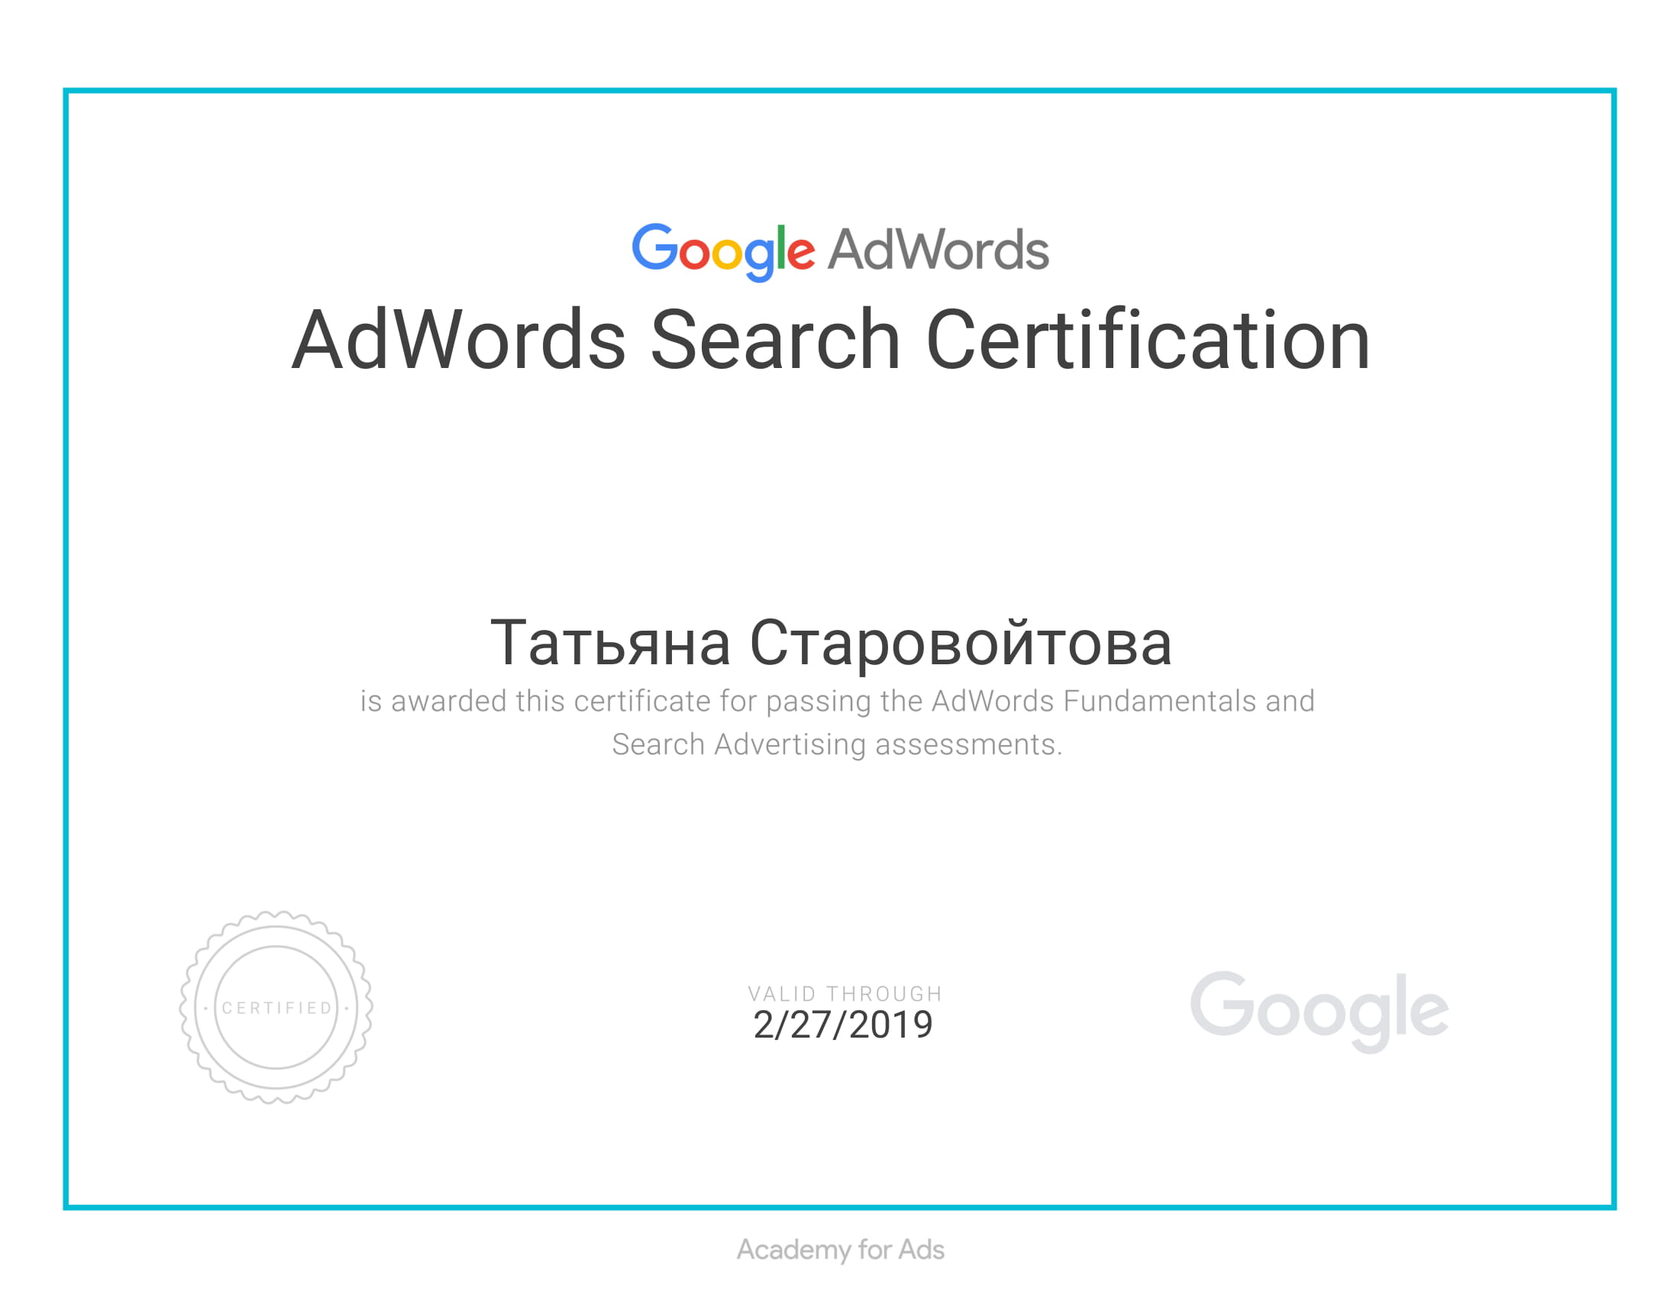 Google AdWords
AdWords Search Certification
Татьяна Старовойтова
is awarded this certificate for passing the AdWords Fundamentals and
Search Advertising assessments.
· CERTIFIED ·
VALID THROUGH
2/27/2019
Google
Academy for Ads